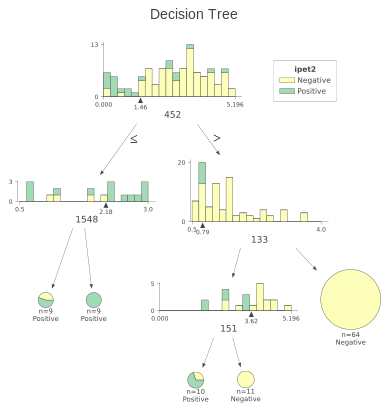 Decision Tree
13
0
0.000
1.46
5.196
452
ipet2
Negative
Positive
≤
>
3
0
0.5
2.18
3.0
1548
20
0
0.5
0.79
4.0
133
n=9
Positive
n=9
Positive
5
0
0.000
3.62
5.196
151
n=64
Negative
n=10
Positive
n=11
Negative